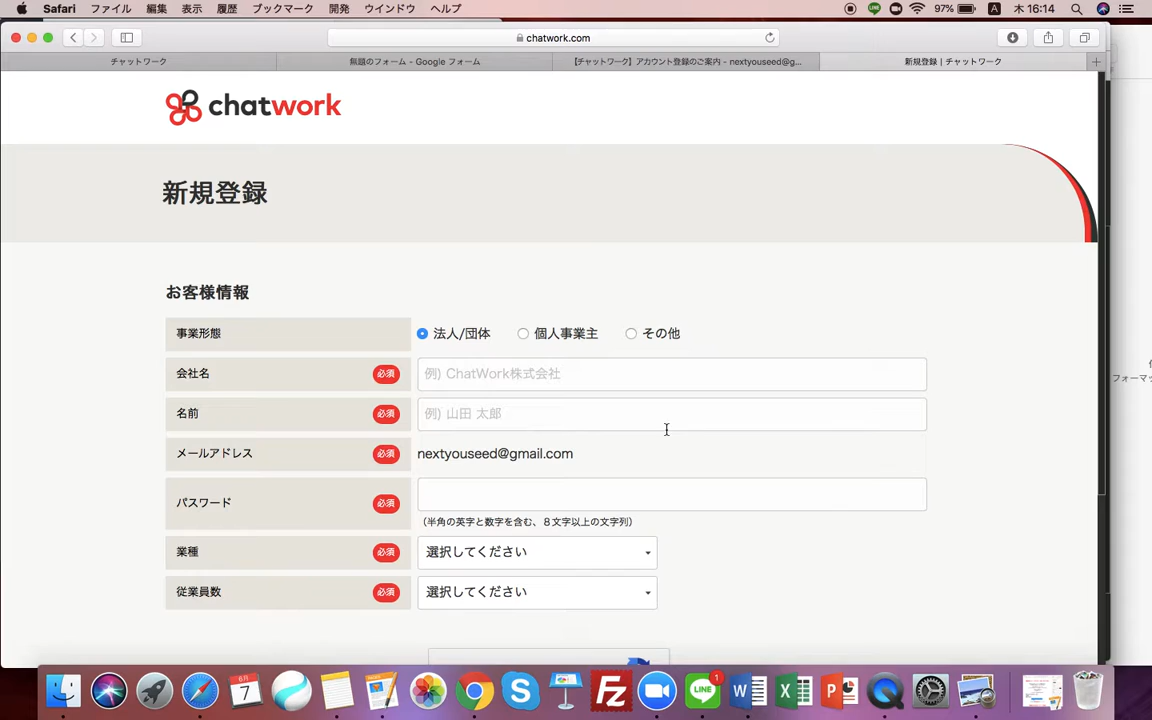 Safari ファイル 編集 表示 履歴 ブックマーク 開発 ウインドウ ヘルプ 97% A 木 16:14
chatwork.com
チャットワーク 無題のフォーム - Google フォーム 【チャットワーク】アカウント登録のご案内 - nextyouseed@g... 新規登録 | チャットワーク
chatwork
新規登録
お客様情報
事業形態 法人/団体 個人事業主 その他
会社名 必須 例) ChatWork株式会社
フォーマッ
名前 必須 例) 山田 太郎
メールアドレス 必須 nextyouseed@gmail.com
パスワード 必須
(半角の英字と数字を含む、8文字以上の文字列)
業種 必須 選択してください
従業員数 必須 選択してください
6月
7
LINE
1